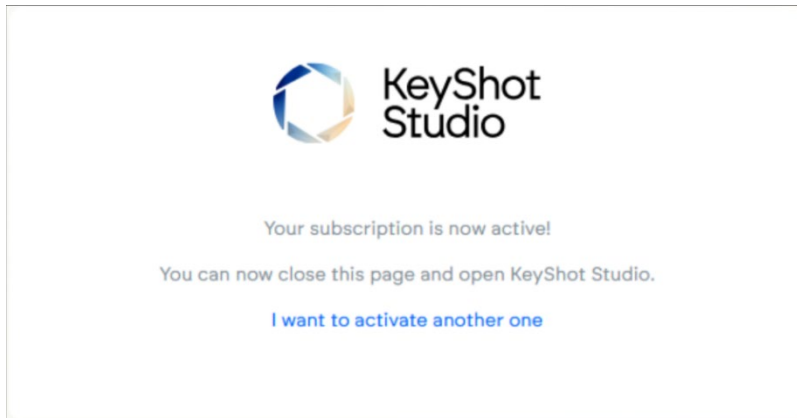 KeyShot
Studio
Your subscription is now active!
You can now close this page and open KeyShot Studio.
I want to activate another one